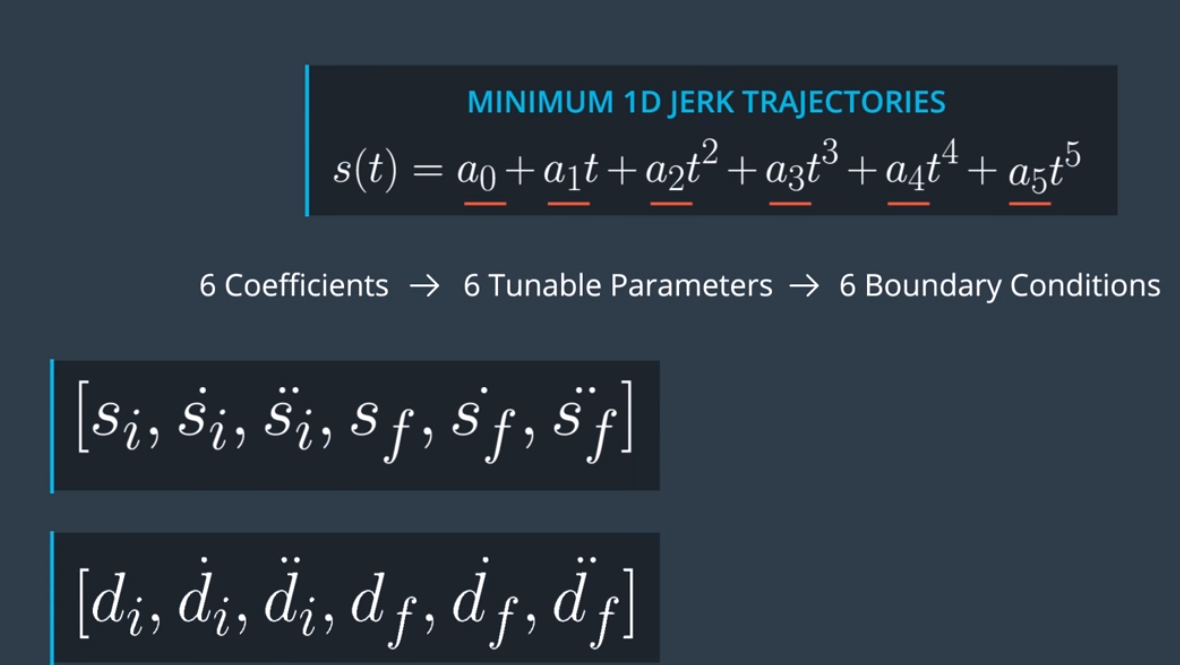 MINIMUM 1D JERK TRAJECTORIES
s(t) = a₀ + a₁t + a₂t² + a₃t³ + a₄t⁴ + a₅t⁵
6 Coefficients → 6 Tunable Parameters → 6 Boundary Conditions
[sᵢ, ṡᵢ, s̈ᵢ, s_f, ṡ_f, s̈_f]
[dᵢ, ḋᵢ, d̈ᵢ, d_f, ḋ_f, d̈_f]